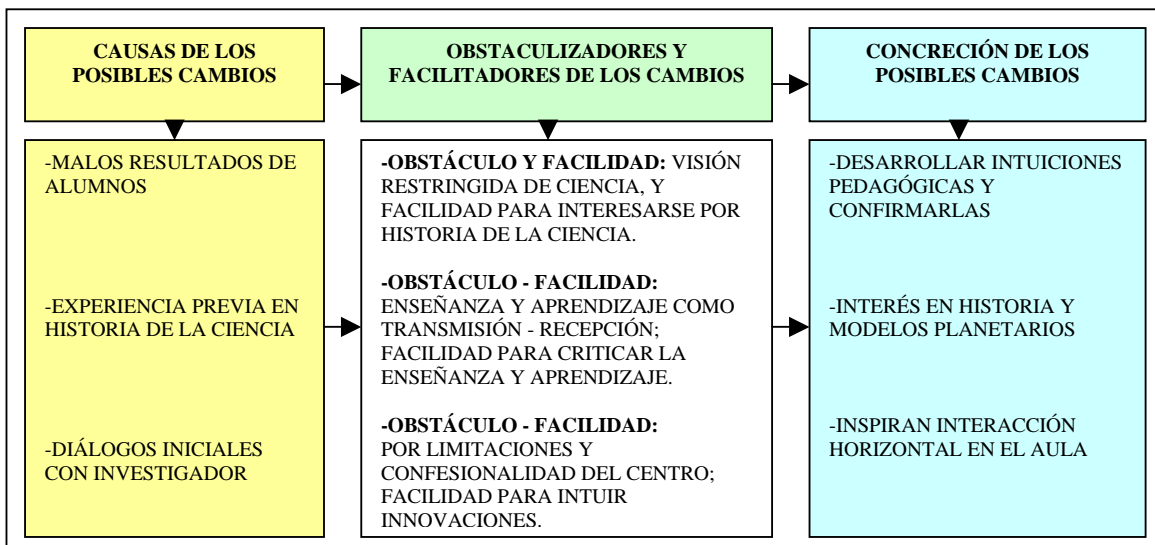 CAUSAS DE LOS
POSIBLES CAMBIOS
OBSTACULIZADORES Y
FACILITADORES DE LOS CAMBIOS
CONCRECIÓN DE LOS
POSIBLES CAMBIOS
-MALOS RESULTADOS DE
ALUMNOS
-EXPERIENCIA PREVIA EN
HISTORIA DE LA CIENCIA
-DIÁLOGOS INICIALES
CON INVESTIGADOR
-OBSTÁCULO Y FACILIDAD: VISIÓN
RESTRINGIDA DE CIENCIA, Y
FACILIDAD PARA INTERESARSE POR
HISTORIA DE LA CIENCIA.
-OBSTÁCULO - FACILIDAD:
ENSEÑANZA Y APRENDIZAJE COMO
TRANSMISIÓN - RECEPCIÓN;
FACILIDAD PARA CRITICAR LA
ENSEÑANZA Y APRENDIZAJE.
-OBSTÁCULO - FACILIDAD:
POR LIMITACIONES Y
CONFESIONALIDAD DEL CENTRO;
FACILIDAD PARA INTUIR
INNOVACIONES.
-DESARROLLAR INTUICIONES
PEDAGÓGICAS Y
CONFIRMARLAS
-INTERÉS EN HISTORIA Y
MODELOS PLANETARIOS
-INSPIRAN INTERACCIÓN
HORIZONTAL EN EL AULA